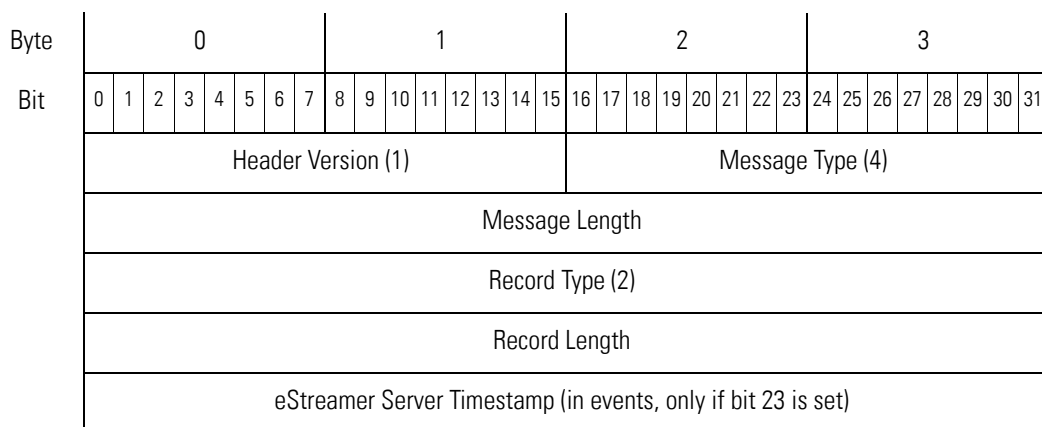 Byte 0 1 2 3
Bit 0 1 2 3 4 5 6 7 8 9 10 11 12 13 14 15 16 17 18 19 20 21 22 23 24 25 26 27 28 29 30 31
Header Version (1) Message Type (4)
Message Length
Record Type (2)
Record Length
eStreamer Server Timestamp (in events, only if bit 23 is set)